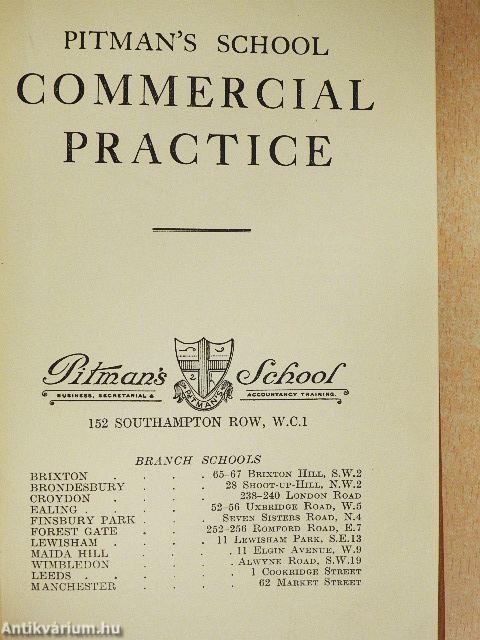 PITMAN'S SCHOOL
COMMERCIAL
PRACTICE
Pitman's School
BUSINESS, SECRETARIAL & ACCOUNTANCY TRAINING.
PITMAN'S
152 SOUTHAMPTON ROW, W.C.1
BRANCH SCHOOLS
BRIXTON . . . . 65-67 BRIXTON HILL, S.W.2
BRONDESBURY . . . 28 SHOOT-UP-HILL, N.W.2
CROYDON . . . . 238-240 LONDON ROAD
EALING . . . . . 52-56 UXBRIDGE ROAD, W.5
FINSBURY PARK . . . SEVEN SISTERS ROAD, N.4
FOREST GATE . . . 252-256 ROMFORD ROAD, E.7
LEWISHAM . . . . 11 LEWISHAM PARK, S.E.13
MAIDA HILL . . . . 11 ELGIN AVENUE, W.9
WIMBLEDON . . . . ALWYNE ROAD, S.W.19
LEEDS . . . . . 1 COOKRIDGE STREET
MANCHESTER . . . . 62 MARKET STREET
Antikvárium.hu